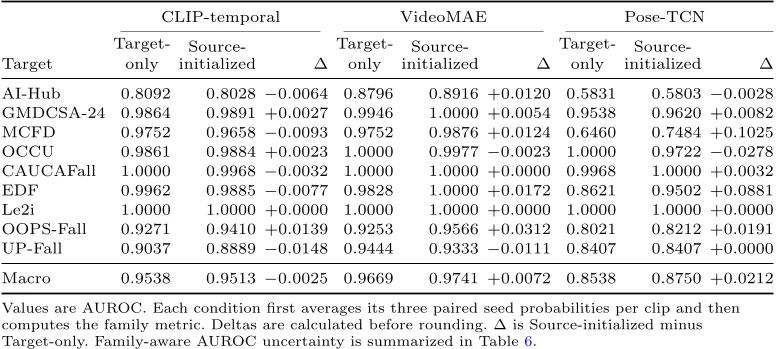 CLIP-temporal VideoMAE Pose-TCN
Target- Source- Target- Source- Target- Source-
Target only initialized Δ only initialized Δ only initialized Δ
AI-Hub 0.8092 0.8028 −0.0064 0.8796 0.8916 +0.0120 0.5831 0.5803 −0.0028
GMDCSA-24 0.9864 0.9891 +0.0027 0.9946 1.0000 +0.0054 0.9538 0.9620 +0.0082
MCFD 0.9752 0.9658 −0.0093 0.9752 0.9876 +0.0124 0.6460 0.7484 +0.1025
OCCU 0.9861 0.9884 +0.0023 1.0000 0.9977 −0.0023 1.0000 0.9722 −0.0278
CAUCAFall 1.0000 0.9968 −0.0032 1.0000 1.0000 +0.0000 0.9968 1.0000 +0.0032
EDF 0.9962 0.9885 −0.0077 0.9828 1.0000 +0.0172 0.8621 0.9502 +0.0881
Le2i 1.0000 1.0000 +0.0000 1.0000 1.0000 +0.0000 1.0000 1.0000 +0.0000
OOPS-Fall 0.9271 0.9410 +0.0139 0.9253 0.9566 +0.0312 0.8021 0.8212 +0.0191
UP-Fall 0.9037 0.8889 −0.0148 0.9444 0.9333 −0.0111 0.8407 0.8407 +0.0000
Macro 0.9538 0.9513 −0.0025 0.9669 0.9741 +0.0072 0.8538 0.8750 +0.0212
Values are AUROC. Each condition first averages its three paired seed probabilities per clip and then
computes the family metric. Deltas are calculated before rounding. Δ is Source-initialized minus
Target-only. Family-aware AUROC uncertainty is summarized in Table 6.